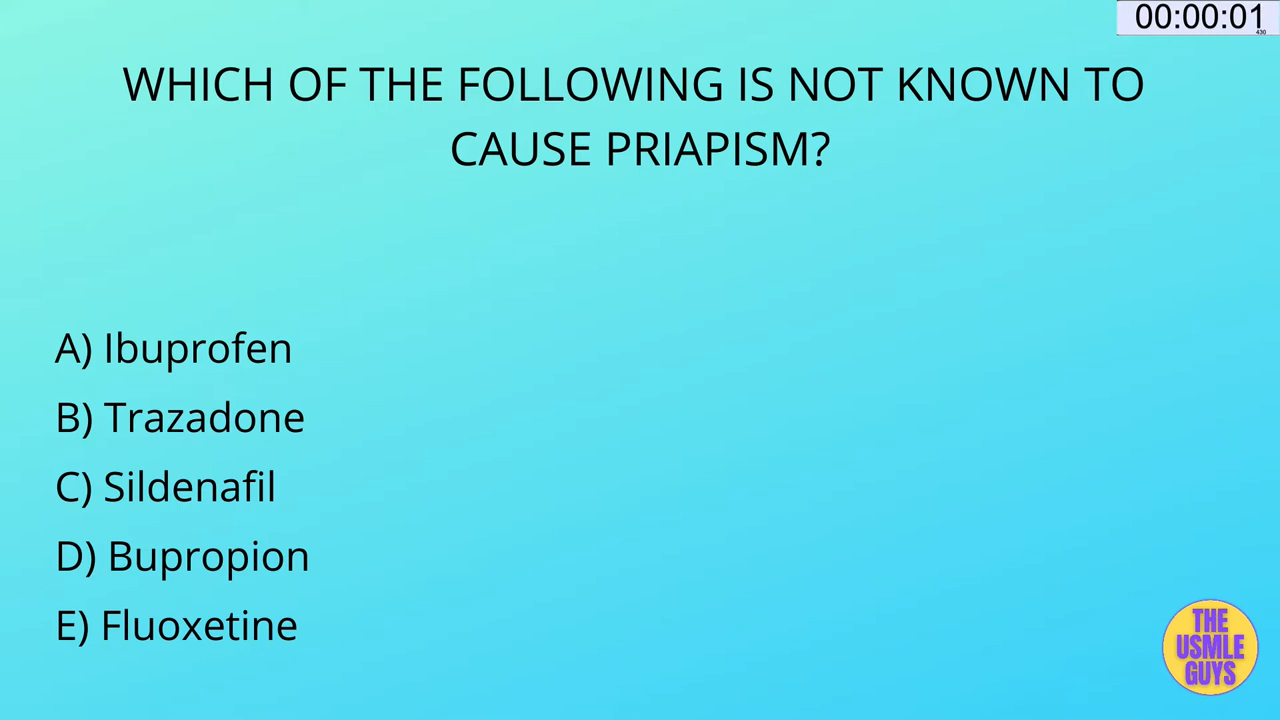 00:00:01
430
WHICH OF THE FOLLOWING IS NOT KNOWN TO
CAUSE PRIAPISM?
A) Ibuprofen
B) Trazadone
C) Sildenafil
D) Bupropion
E) Fluoxetine
THE
USMLE
GUYS